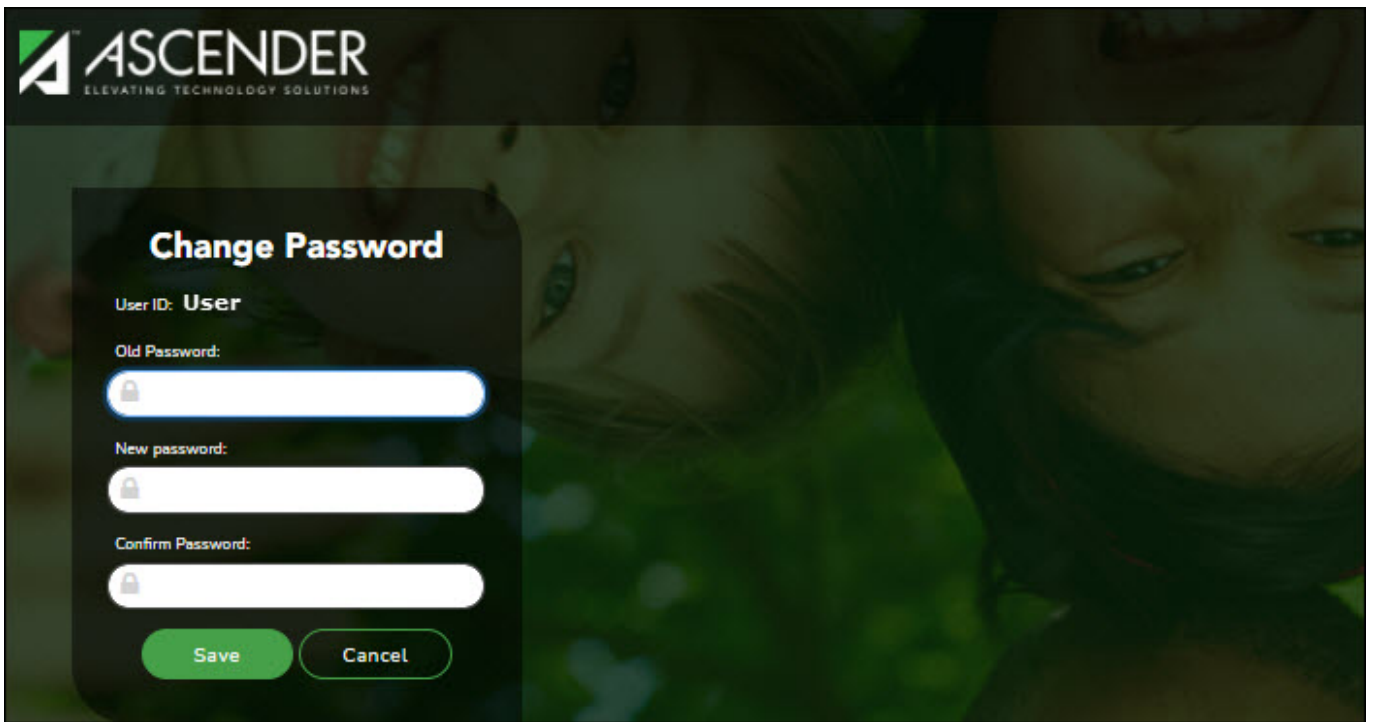 ASCENDER
ELEVATING TECHNOLOGY SOLUTIONS
Change Password
User ID: User
Old Password:
New password:
Confirm Password:
Save Cancel